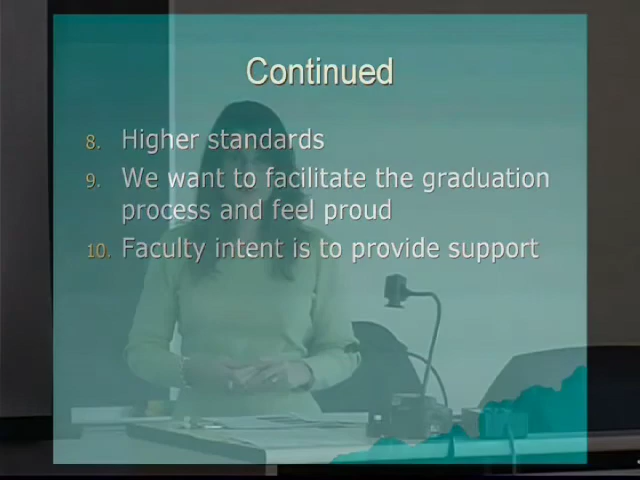 Continued
8. Higher standards
9. We want to facilitate the graduation
process and feel proud
10. Faculty intent is to provide support